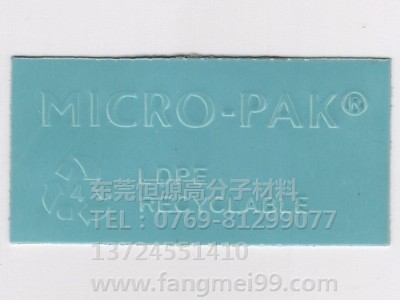 MICRO-PAK®
4
LDPE
RECYCLABLE
东莞恒源高分子材料
TEL：0769-81299077
13724551410
www.fangmei99.com